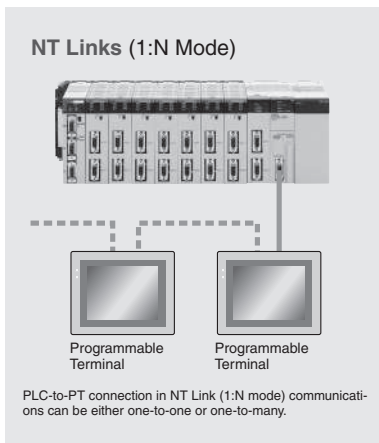 NT Links (1:N Mode)
Programmable
Terminal
Programmable
Terminal
PLC-to-PT connection in NT Link (1:N mode) communicati-
ons can be either one-to-one or one-to-many.